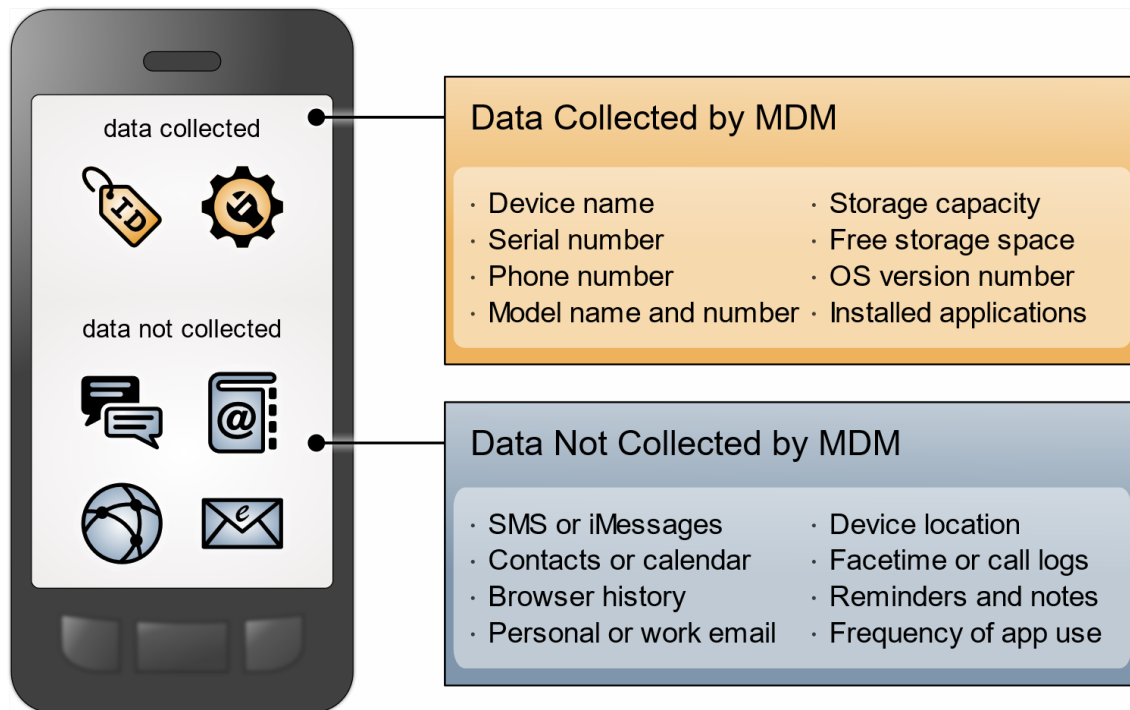 data collected
ID
data not collected
@
e
Data Collected by MDM
· Device name
· Serial number
· Phone number
· Model name and number
· Storage capacity
· Free storage space
· OS version number
· Installed applications
Data Not Collected by MDM
· SMS or iMessages
· Contacts or calendar
· Browser history
· Personal or work email
· Device location
· Facetime or call logs
· Reminders and notes
· Frequency of app use